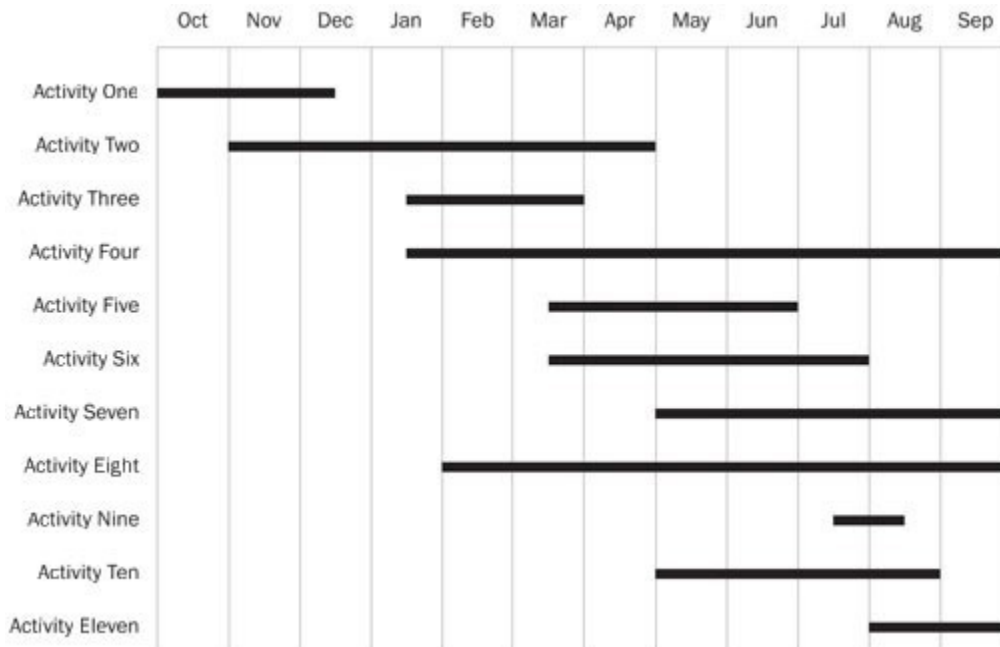 Oct Nov Dec Jan Feb Mar Apr May Jun Jul Aug Sep
Activity One
Activity Two
Activity Three
Activity Four
Activity Five
Activity Six
Activity Seven
Activity Eight
Activity Nine
Activity Ten
Activity Eleven